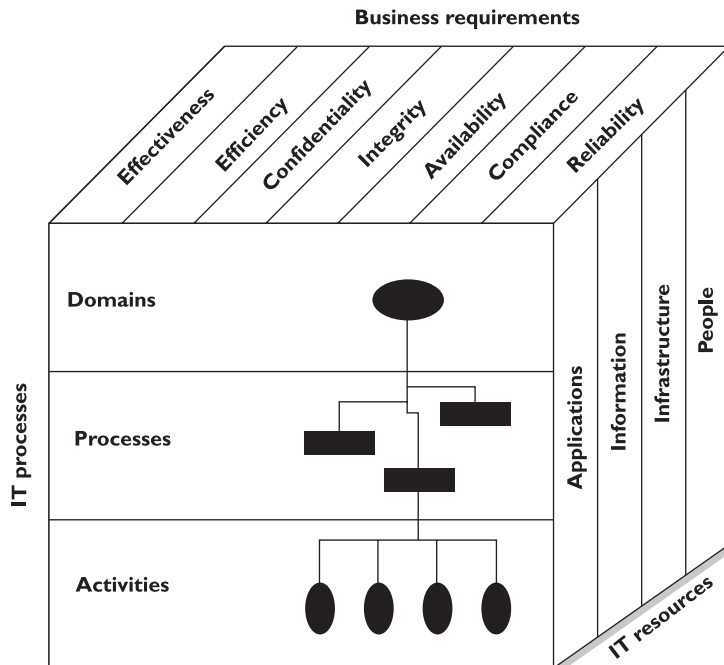 Business requirements
Effectiveness
Efficiency
Confidentiality
Integrity
Availability
Compliance
Reliability
IT processes
Domains
Processes
Activities
Applications
Information
Infrastructure
People
IT resources